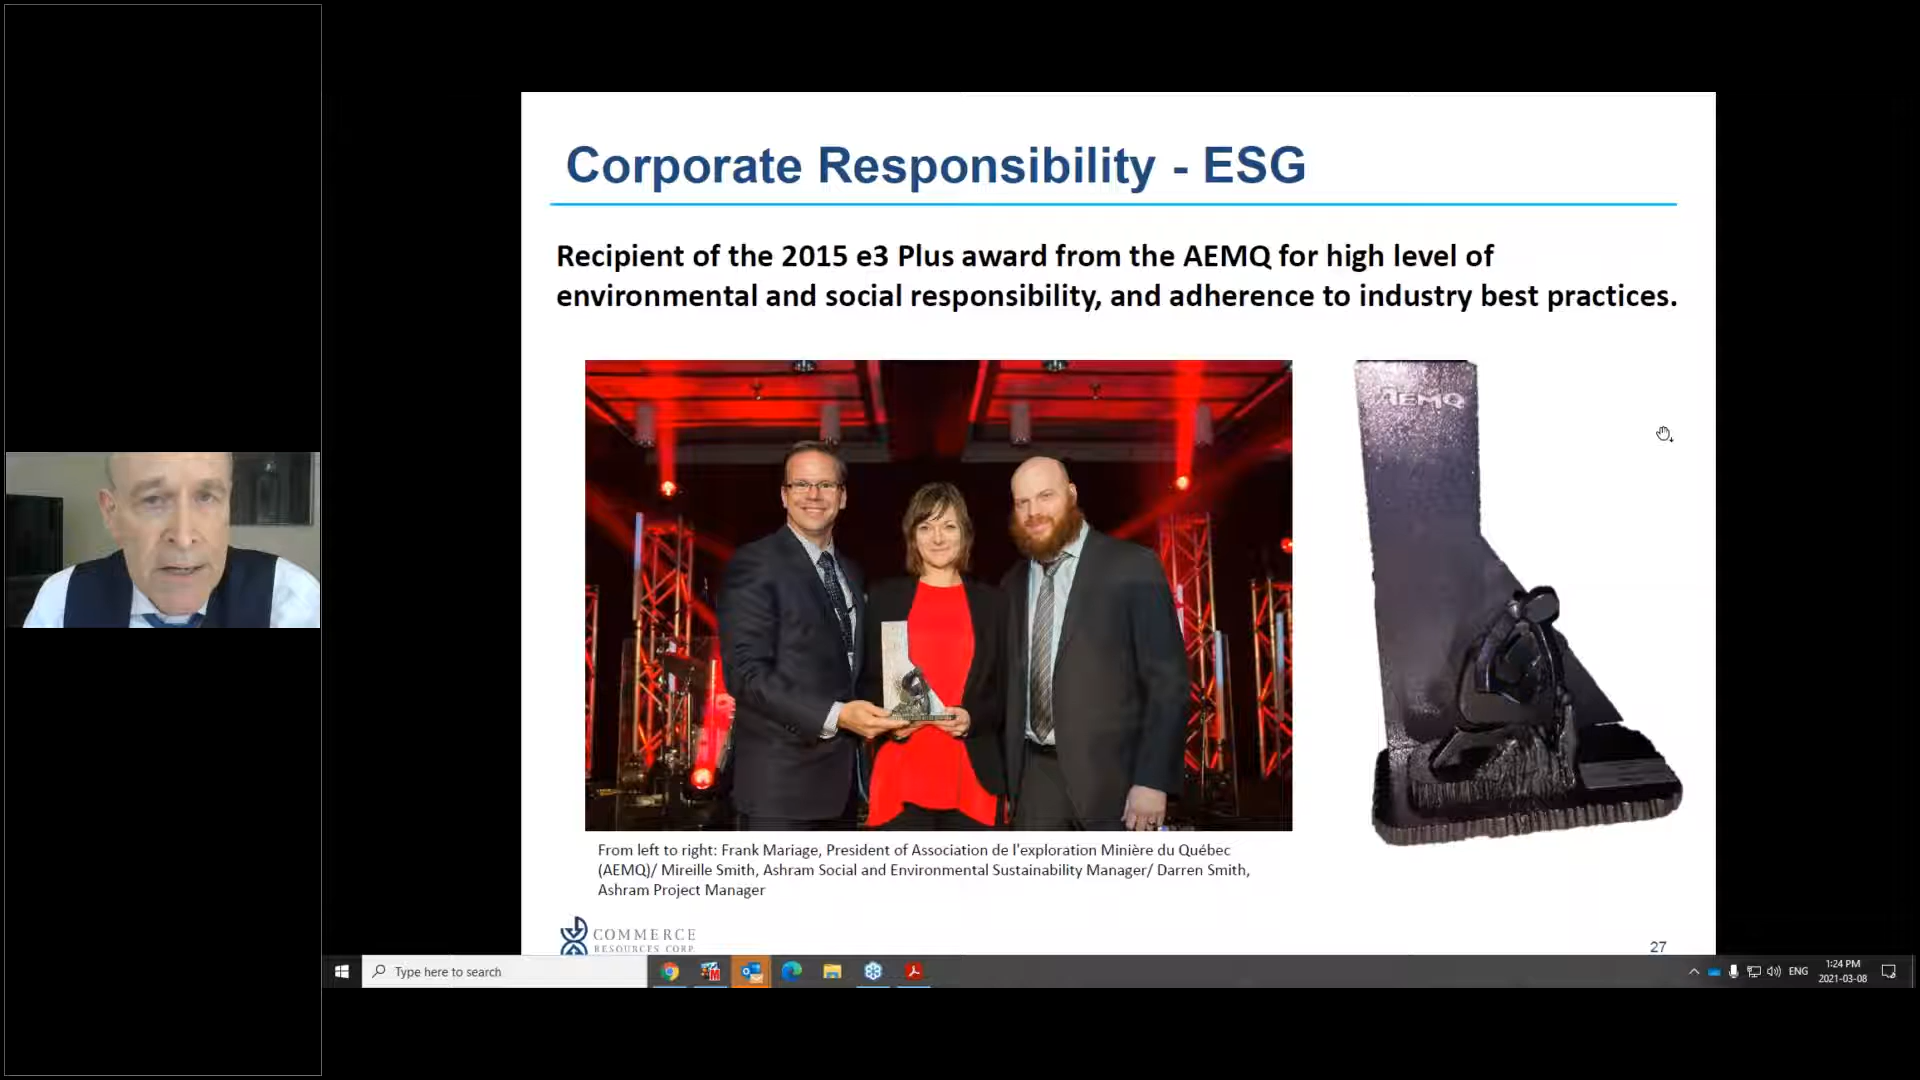 Corporate Responsibility - ESG
Recipient of the 2015 e3 Plus award from the AEMQ for high level of
environmental and social responsibility, and adherence to industry best practices.
AEMQ
From left to right: Frank Mariage, President of Association de l'exploration Minière du Québec
(AEMQ)/ Mireille Smith, Ashram Social and Environmental Sustainability Manager/ Darren Smith,
Ashram Project Manager
COMMERCE
RESOURCES CORP.
27
Type here to search
ENG
1:24 PM
2021-03-08